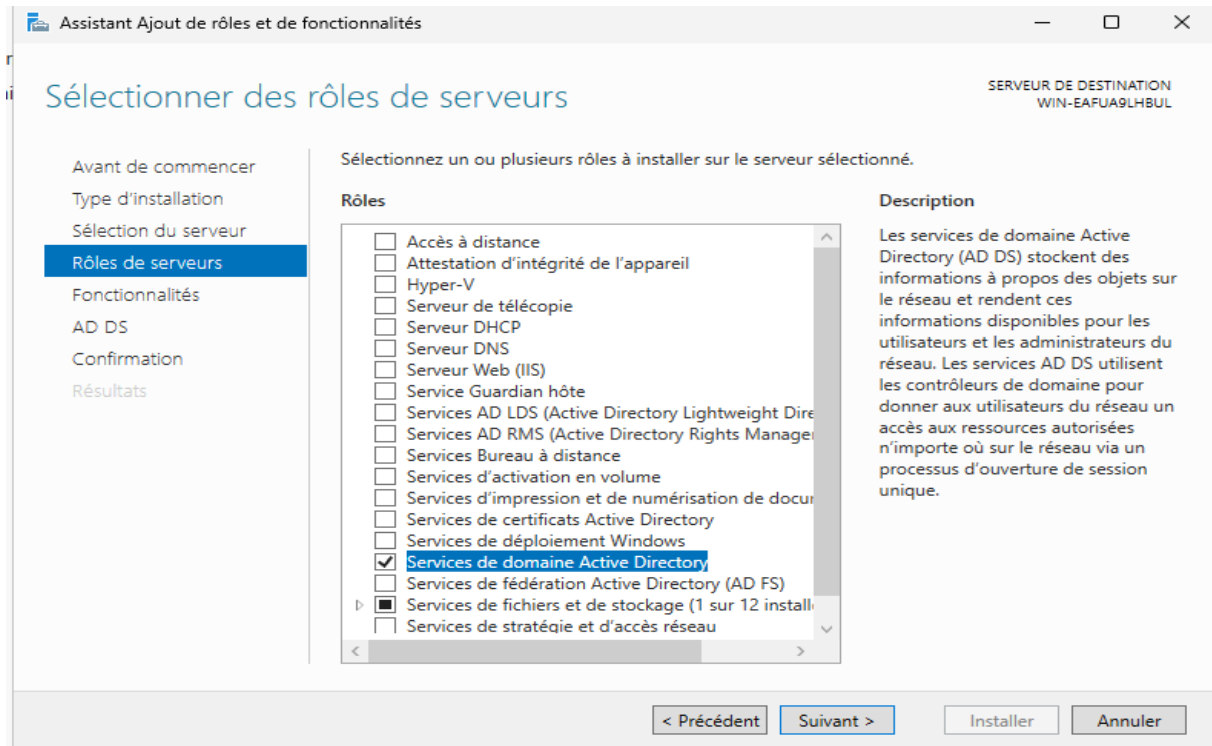 Assistant Ajout de rôles et de fonctionnalités
Sélectionner des rôles de serveurs
SERVEUR DE DESTINATION
WIN-EAFUA9LHBUL
Avant de commencer
Type d'installation
Sélection du serveur
Rôles de serveurs
Fonctionnalités
AD DS
Confirmation
Résultats
Sélectionnez un ou plusieurs rôles à installer sur le serveur sélectionné.
Rôles
Accès à distance
Attestation d'intégrité de l'appareil
Hyper-V
Serveur de télécopie
Serveur DHCP
Serveur DNS
Serveur Web (IIS)
Service Guardian hôte
Services AD LDS (Active Directory Lightweight Dire
Services AD RMS (Active Directory Rights Manage
Services Bureau à distance
Services d'activation en volume
Services d'impression et de numérisation de docu
Services de certificats Active Directory
Services de déploiement Windows
Services de domaine Active Directory
Services de fédération Active Directory (AD FS)
Services de fichiers et de stockage (1 sur 12 install
Services de stratégie et d'accès réseau
Description
Les services de domaine Active
Directory (AD DS) stockent des
informations à propos des objets sur
le réseau et rendent ces
informations disponibles pour les
utilisateurs et les administrateurs du
réseau. Les services AD DS utilisent
les contrôleurs de domaine pour
donner aux utilisateurs du réseau un
accès aux ressources autorisées
n'importe où sur le réseau via un
processus d'ouverture de session
unique.
< Précédent
Suivant >
Installer
Annuler